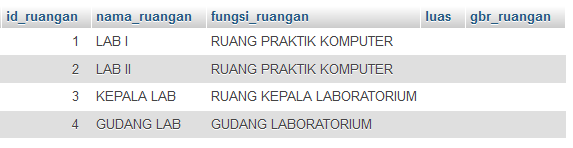 id_ruangan nama_ruangan fungsi_ruangan luas gbr_ruangan
1 LAB I RUANG PRAKTIK KOMPUTER
2 LAB II RUANG PRAKTIK KOMPUTER
3 KEPALA LAB RUANG KEPALA LABORATORIUM
4 GUDANG LAB GUDANG LABORATORIUM